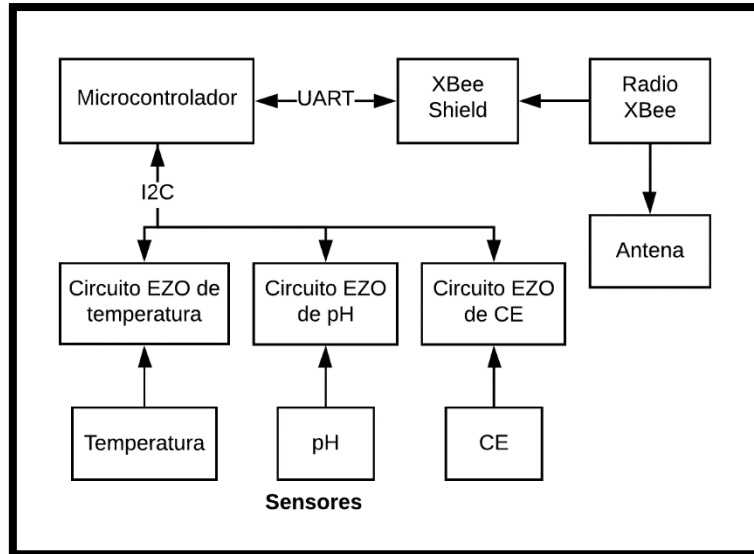 Microcontrolador
UART
XBee
Shield
Radio
XBee
I2C
Antena
Circuito EZO de
temperatura
Circuito EZO
de pH
Circuito EZO
de CE
Temperatura
pH
CE
Sensores